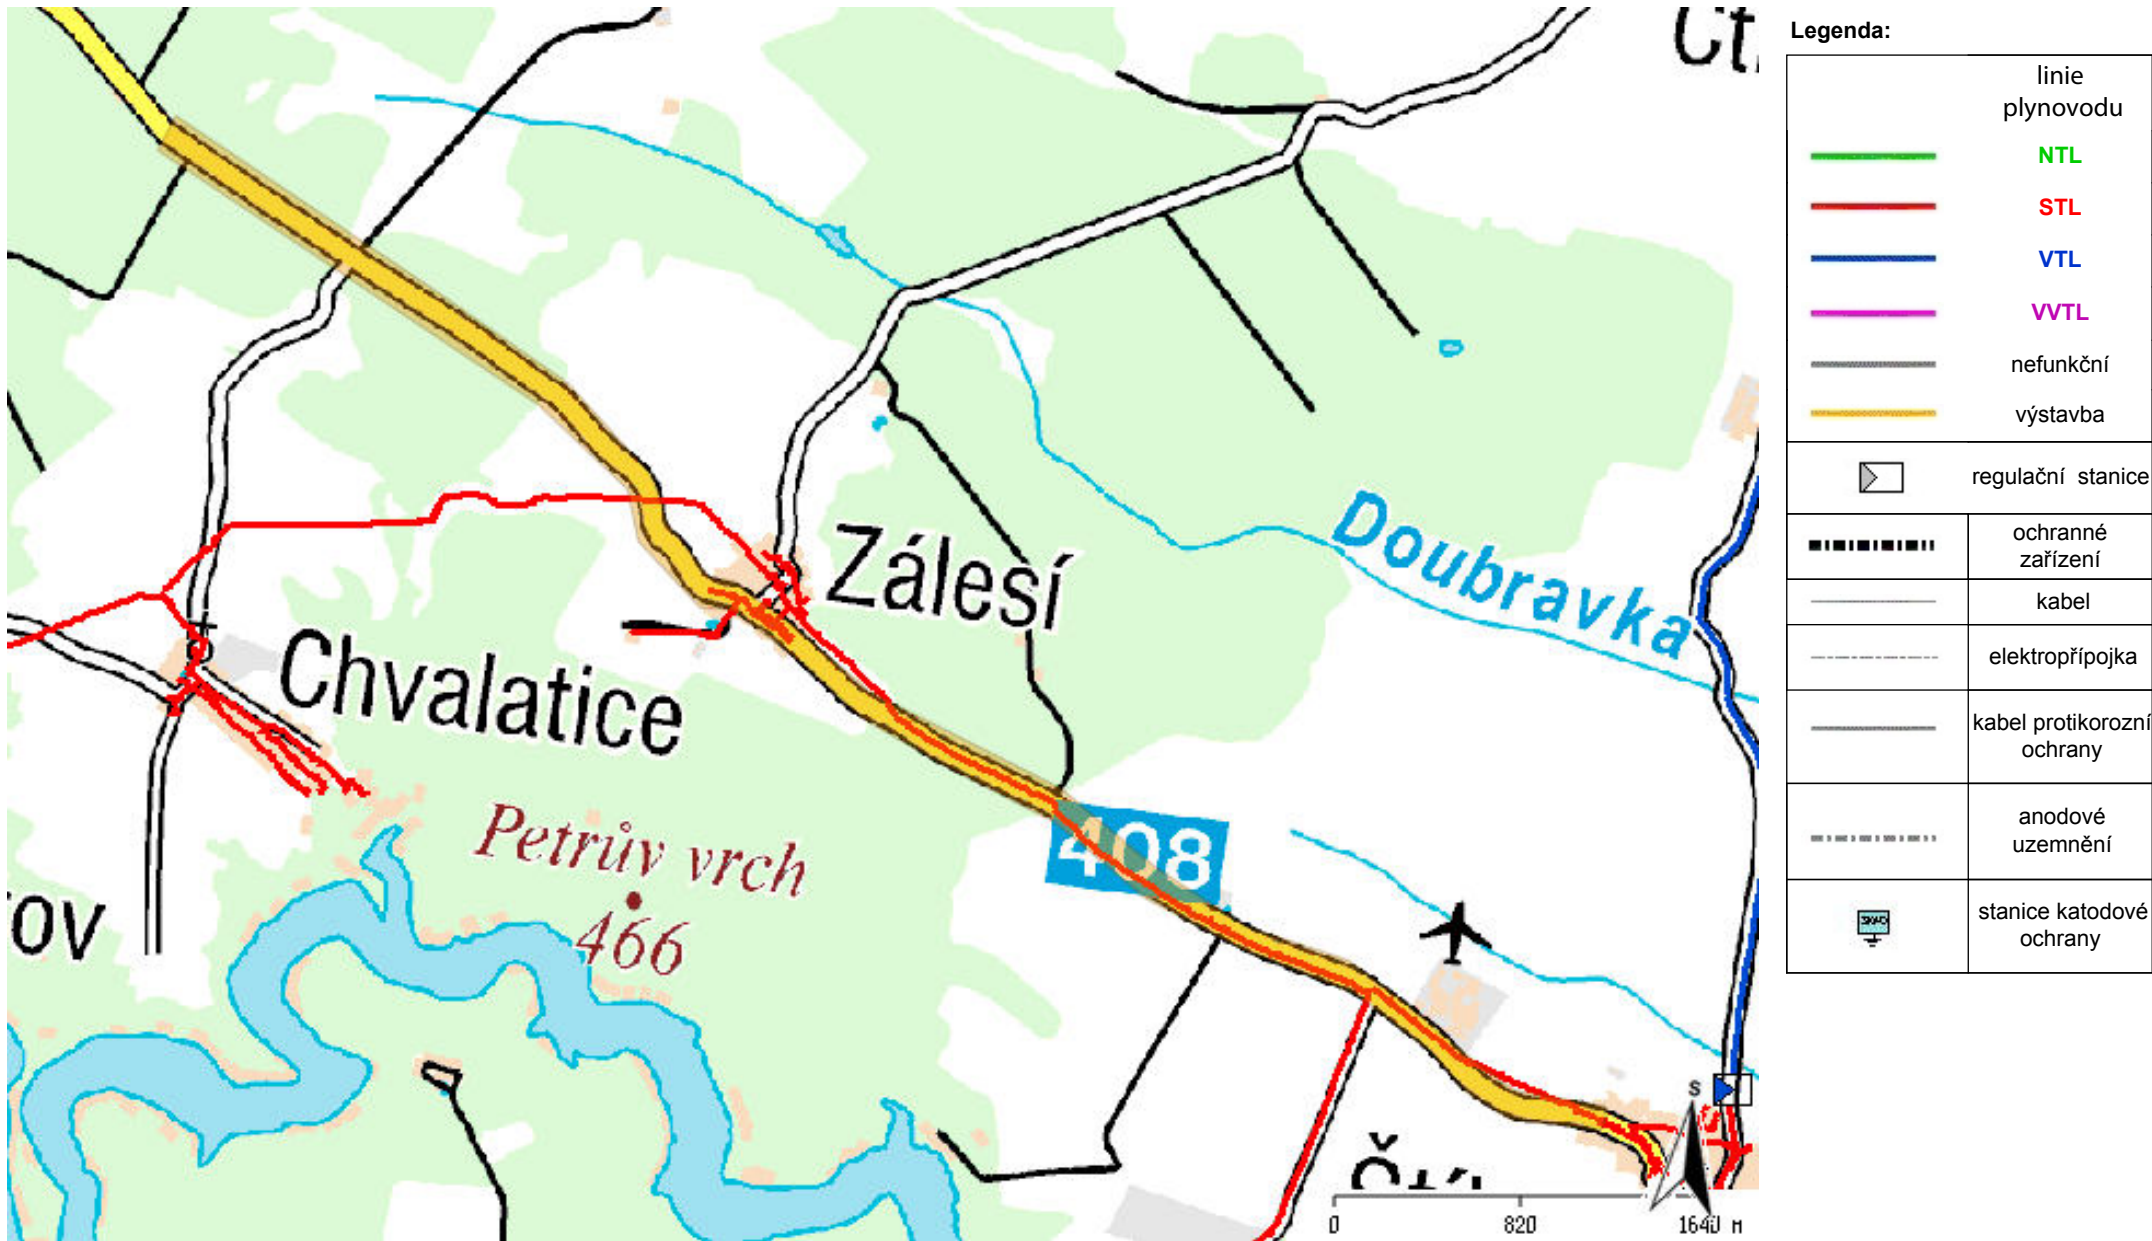 Legenda:
linie
plynovodu
NTL
STL
VTL
VVTL
nefunkční
výstavba
regulační stanice
ochranné
zařízení
kabel
elektropřípojka
kabel protikorozní
ochrany
anodové
uzemnění
stanice katodové
ochrany
Zálesí
Doubravka
Chvalatice
Petrův vrch
466
408
ov
S
0 820 1640 m